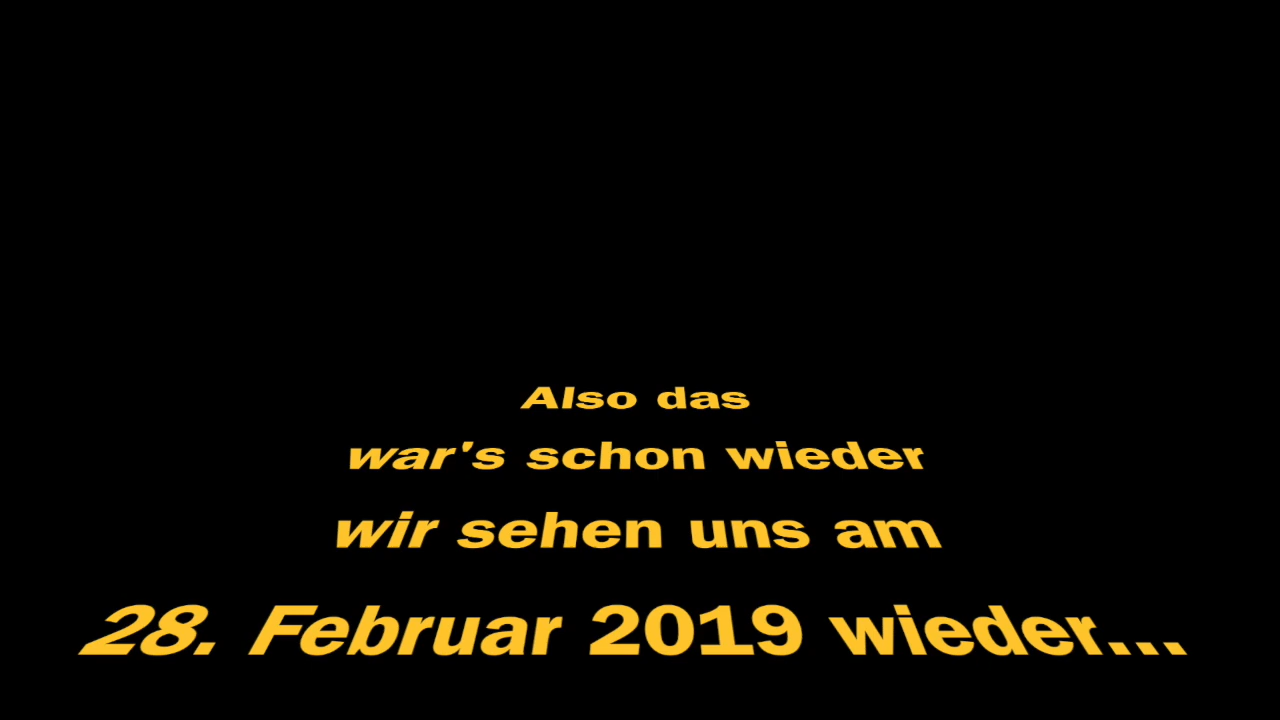 Also das
war's schon wieder
wir sehen uns am
28. Februar 2019 wieder...